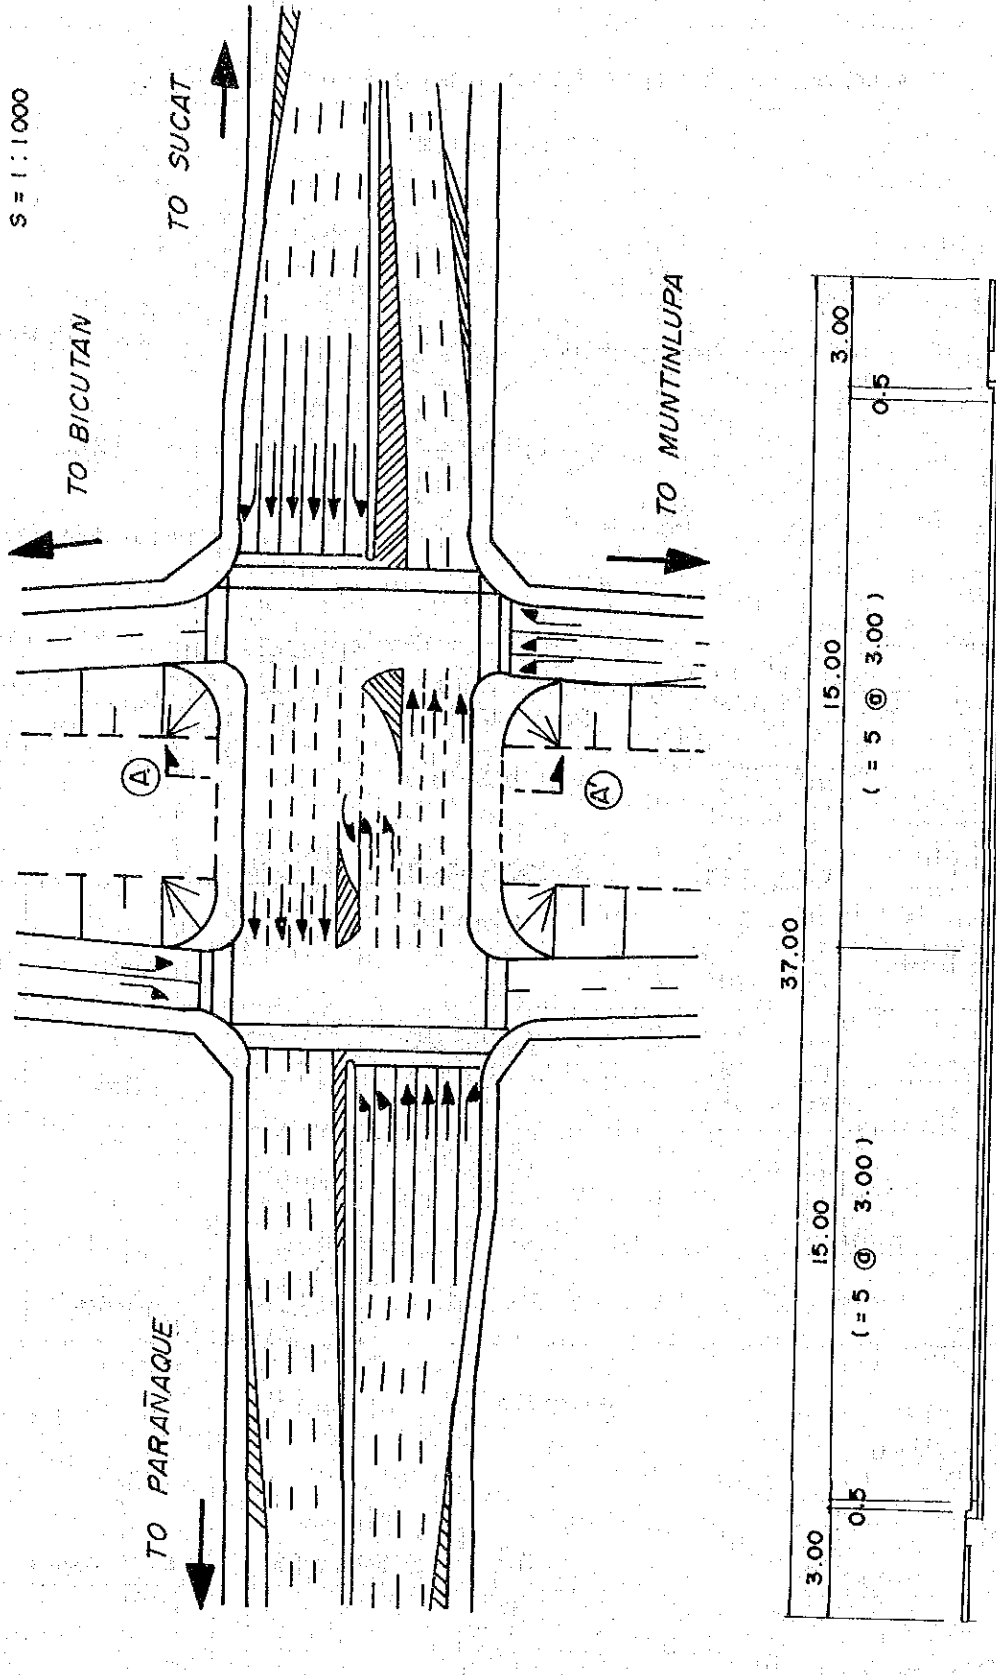 S = 1 : 1000
TO SUCAT
TO BICUTAN
TO MUNTINLUPA
TO PARAÑAQUE
A
A'
37.00
3.00
15.00
15.00
3.00
0.5
( = 5 @ 3.00 )
( = 5 @ 3.00 )
0.5